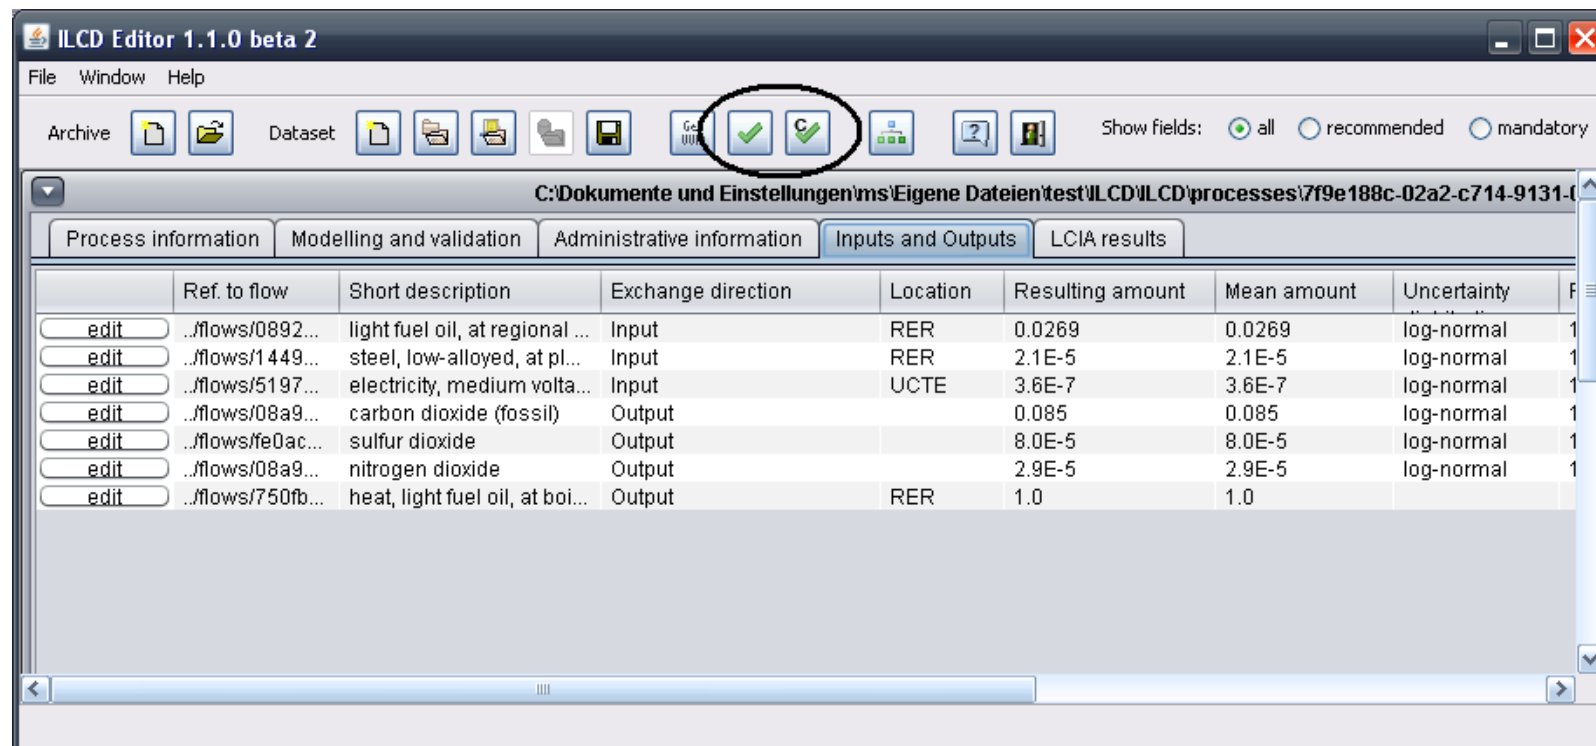 ILCD Editor 1.1.0 beta 2
File Window Help
Archive Dataset Show fields: all recommended mandatory
C:\Dokumente und Einstellungen\ms\Eigene Dateien\test\ILCD\ILCD\processes\7f9e188c-02a2-c714-9131-
Process information Modelling and validation Administrative information Inputs and Outputs LCIA results
Ref. to flow Short description Exchange direction Location Resulting amount Mean amount Uncertainty
edit ../flows/0892... light fuel oil, at regional ... Input RER 0.0269 0.0269 log-normal 1
edit ../flows/1449... steel, low-alloyed, at pl... Input RER 2.1E-5 2.1E-5 log-normal 1
edit ../flows/5197... electricity, medium volta... Input UCTE 3.6E-7 3.6E-7 log-normal 1
edit ../flows/08a9... carbon dioxide (fossil) Output 0.085 0.085 log-normal 1
edit ../flows/fe0ac... sulfur dioxide Output 8.0E-5 8.0E-5 log-normal 1
edit ../flows/08a9... nitrogen dioxide Output 2.9E-5 2.9E-5 log-normal 1
edit ../flows/750fb... heat, light fuel oil, at boi... Output RER 1.0 1.0